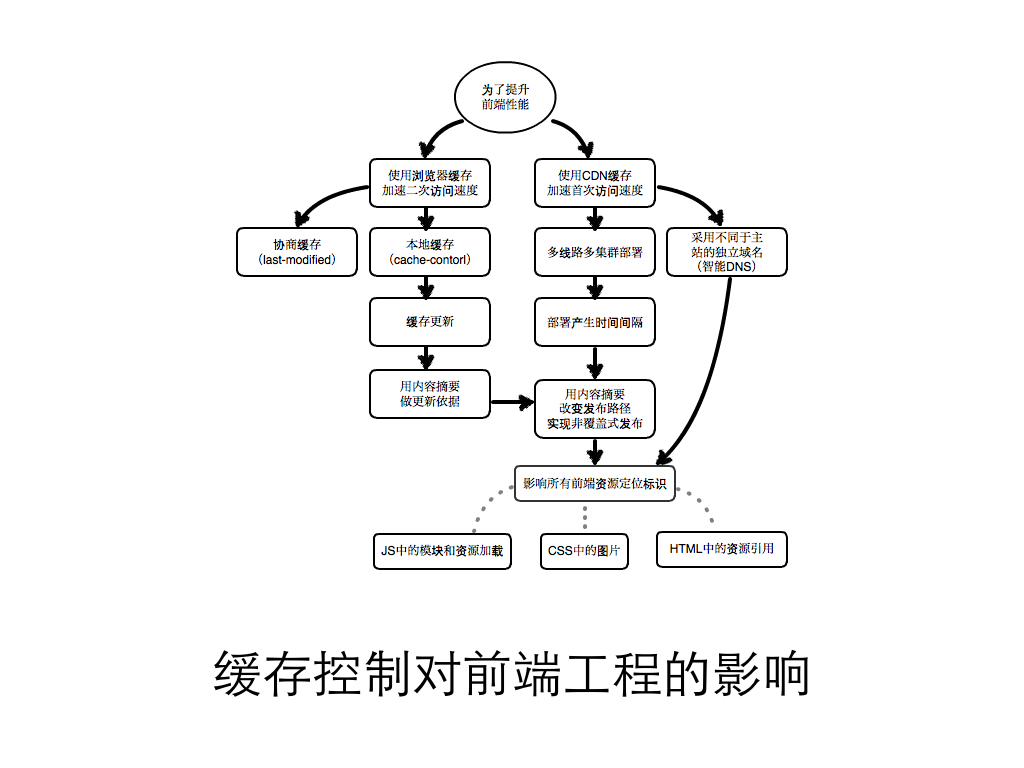 为了提升
前端性能
使用浏览器缓存
加速二次访问速度
使用CDN缓存
加速首次访问速度
协商缓存
（last-modified）
本地缓存
（cache-contorl）
多线路多集群部署
采用不同于主
站的独立域名
（智能DNS）
缓存更新
部署产生时间间隔
用内容摘要
做更新依据
用内容摘要
改变发布路径
实现非覆盖式发布
影响所有前端资源定位标识
JS中的模块和资源加载
CSS中的图片
HTML中的资源引用
缓存控制对前端工程的影响